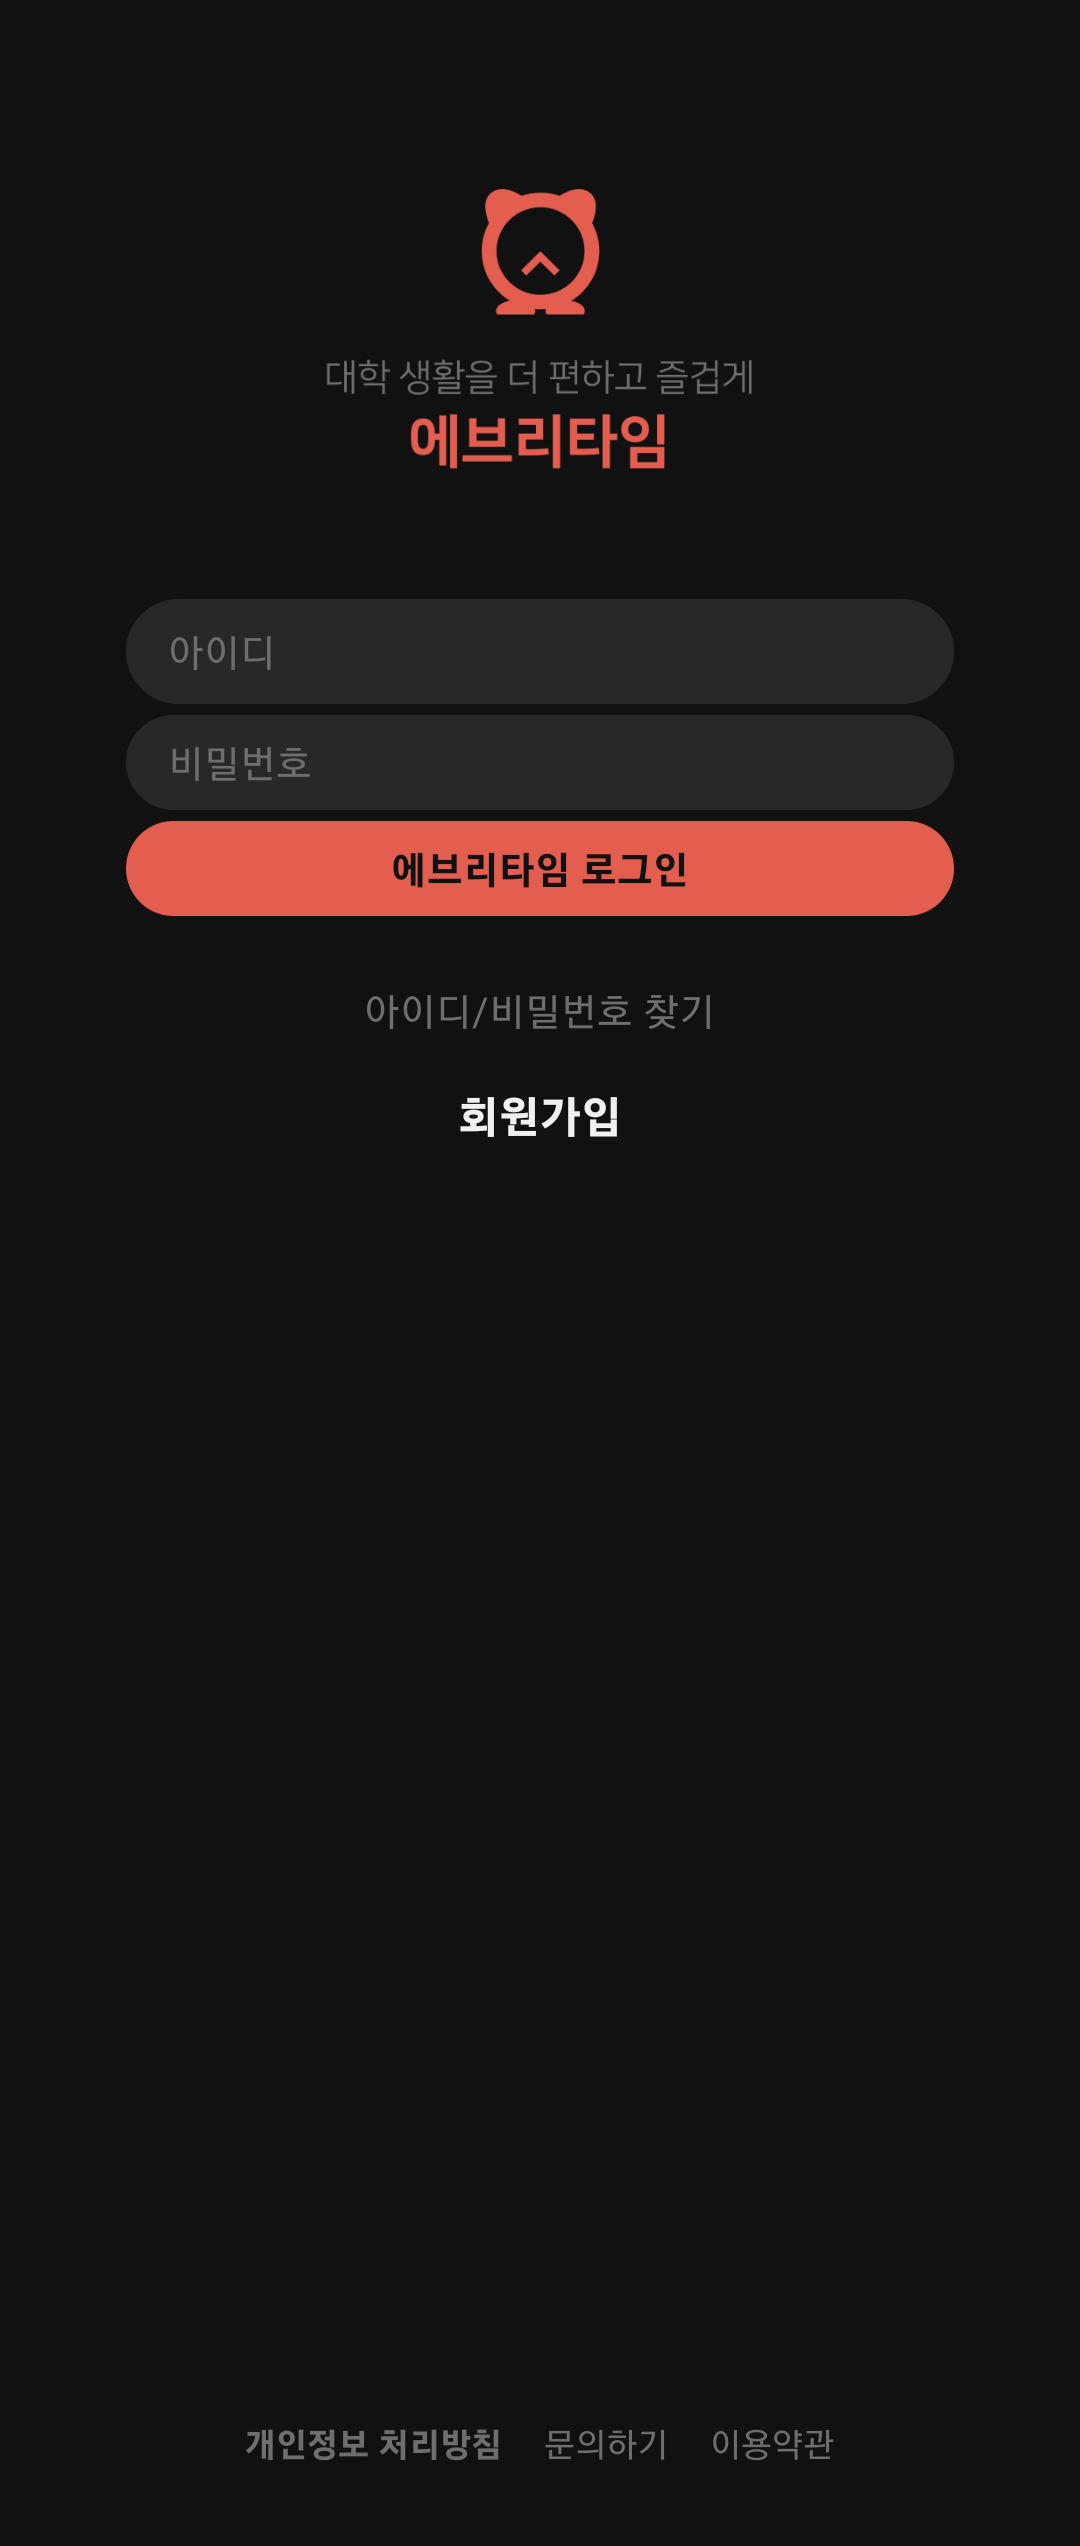 대학 생활을 더 편하고 즐겁게
에브리타임
아이디
비밀번호
에브리타임 로그인
아이디/비밀번호 찾기
회원가입
개인정보 처리방침 문의하기 이용약관